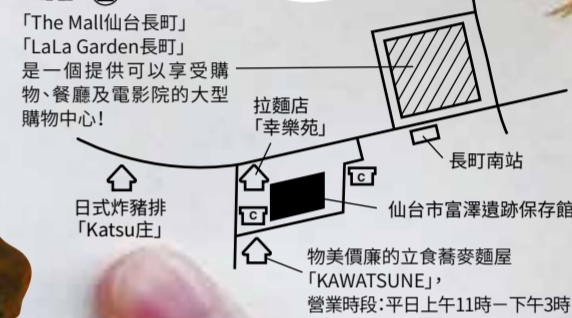 「The Mall仙台長町」
「LaLa Garden長町」
是一個提供可以享受購
物、餐廳及電影院的大型
購物中心!
拉麵店
「幸樂苑」
長町南站
C
日式炸豬排
「Katsu庄」
C
仙台市富澤遺跡保存館
物美價廉的立食蕎麥麵屋
「KAWATSUNE」,
營業時段:平日上午11時－下午3時